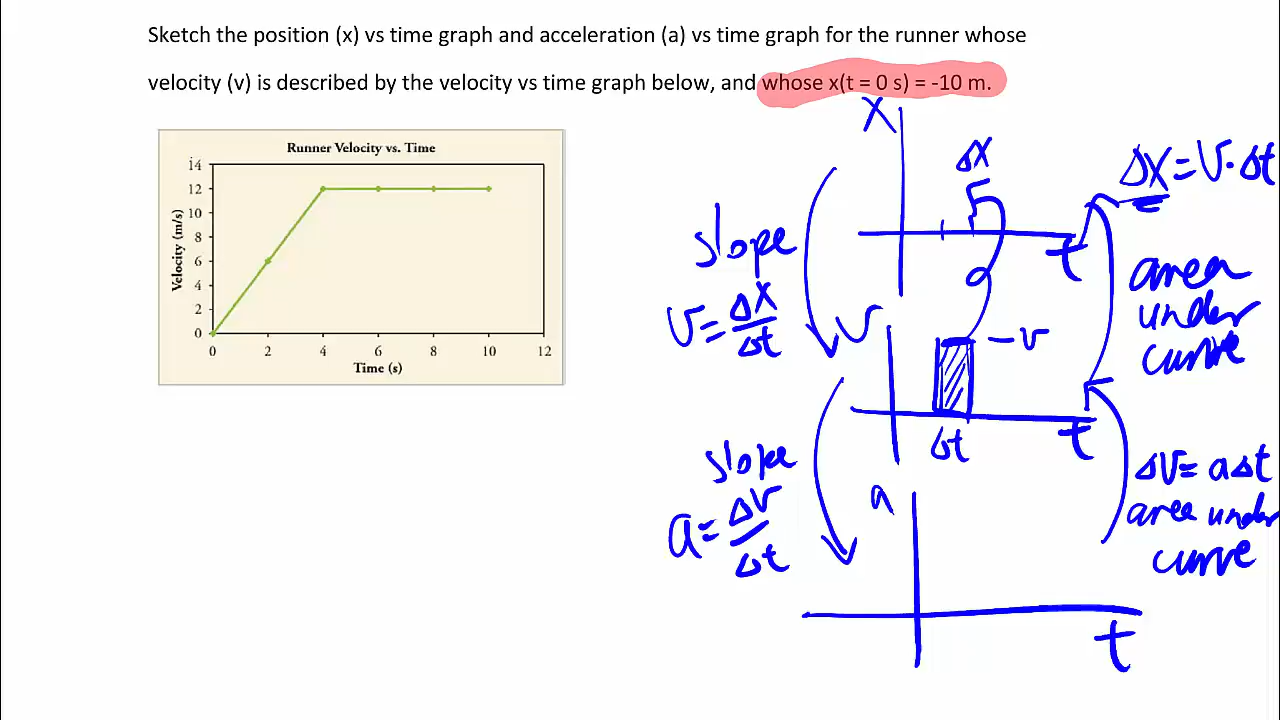 Sketch the position (x) vs time graph and acceleration (a) vs time graph for the runner whose
velocity (v) is described by the velocity vs time graph below, and whose x(t = 0 s) = -10 m.
Runner Velocity vs. Time
Velocity (m/s)
14
12
10
8
6
4
2
0
0 2 4 6 8 10 12
Time (s)
X
Δx
t
slope
v = Δx/Δt
Δx = v·Δt
area
under
curve
v
-v
Δt
t
slope
a = Δv/Δt
Δv = aΔt
area under
curve
a
t